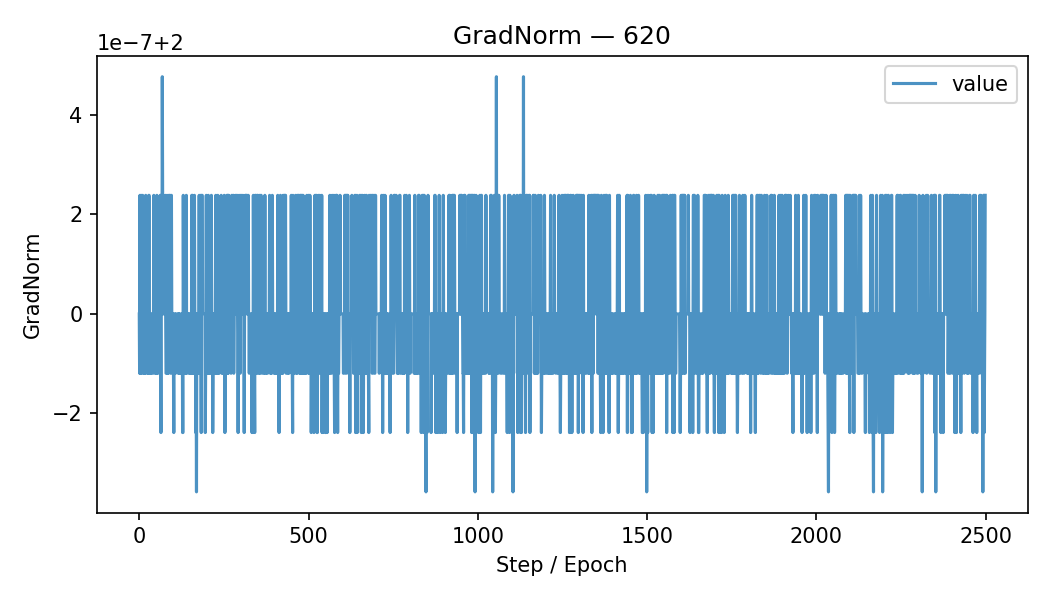 GradNorm — 620
1e−7+2
value
4
2
0
−2
GradNorm
0 500 1000 1500 2000 2500
Step / Epoch